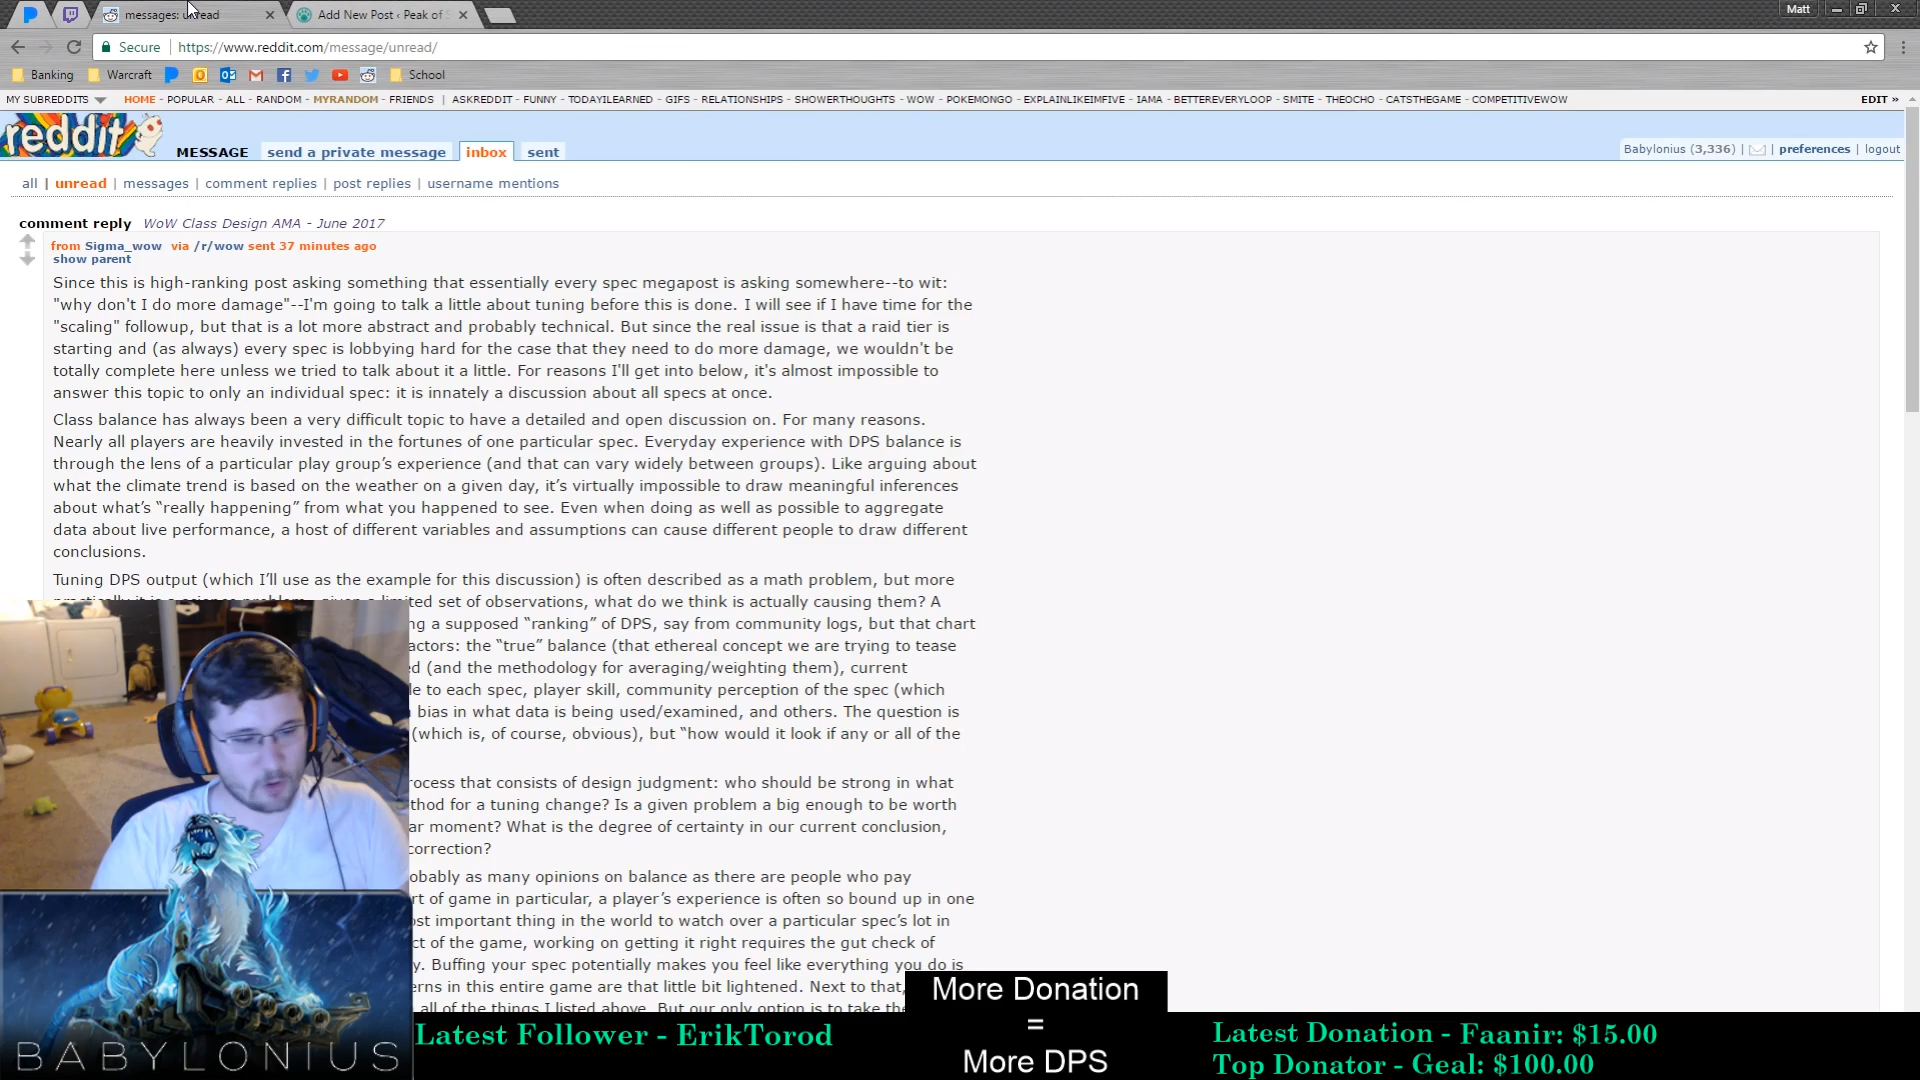 messages: unread
Add New Post ‹ Peak of
Matt
Secure
https://www.reddit.com/message/unread/
Banking
Warcraft
School
MY SUBREDDITS
HOME - POPULAR - ALL - RANDOM - MYRANDOM - FRIENDS | ASKREDDIT - FUNNY - TODAYILEARNED - GIFS - RELATIONSHIPS - SHOWERTHOUGHTS - WOW - POKEMONGO - EXPLAINLIKEIMFIVE - IAMA - BETTEREVERYLOOP - SMITE - THEOCHO - CATSTHEGAME - COMPETITIVEWOW
EDIT »
reddit
MESSAGE
send a private message
inbox
sent
Babylonius (3,336) | | preferences | logout
all | unread | messages | comment replies | post replies | username mentions
comment reply WoW Class Design AMA - June 2017
from Sigma_wow via /r/wow sent 37 minutes ago
show parent
Since this is high-ranking post asking something that essentially every spec megapost is asking somewhere--to wit:
"why don't I do more damage"--I'm going to talk a little about tuning before this is done. I will see if I have time for the
"scaling" followup, but that is a lot more abstract and probably technical. But since the real issue is that a raid tier is
starting and (as always) every spec is lobbying hard for the case that they need to do more damage, we wouldn't be
totally complete here unless we tried to talk about it a little. For reasons I'll get into below, it's almost impossible to
answer this topic to only an individual spec: it is innately a discussion about all specs at once.
Class balance has always been a very difficult topic to have a detailed and open discussion on. For many reasons.
Nearly all players are heavily invested in the fortunes of one particular spec. Everyday experience with DPS balance is
through the lens of a particular play group's experience (and that can vary widely between groups). Like arguing about
what the climate trend is based on the weather on a given day, it's virtually impossible to draw meaningful inferences
about what's “really happening” from what you happened to see. Even when doing as well as possible to aggregate
data about live performance, a host of different variables and assumptions can cause different people to draw different
conclusions.
Tuning DPS output (which I'll use as the example for this discussion) is often described as a math problem, but more
set of observations, what do we think is actually causing them? A
ng a supposed “ranking” of DPS, say from community logs, but that chart
actors: the “true” balance (that ethereal concept we are trying to tease
ed (and the methodology for averaging/weighting them), current
le to each spec, player skill, community perception of the spec (which
bias in what data is being used/examined, and others. The question is
(which is, of course, obvious), but “how would it look if any or all of the
rocess that consists of design judgment: who should be strong in what
thod for a tuning change? Is a given problem a big enough to be worth
ar moment? What is the degree of certainty in our current conclusion,
correction?
obably as many opinions on balance as there are people who pay
rt of game in particular, a player's experience is often so bound up in one
ost important thing in the world to watch over a particular spec's lot in
ct of the game, working on getting it right requires the gut check of
y. Buffing your spec potentially makes you feel like everything you do is
erns in this entire game are that little bit lightened. Next to that,
all of the things I listed above. But our only option is to take the
BABYLONIUS
Latest Follower - ErikTorod
More Donation
=
More DPS
Latest Donation - Faanir: $15.00
Top Donator - Geal: $100.00